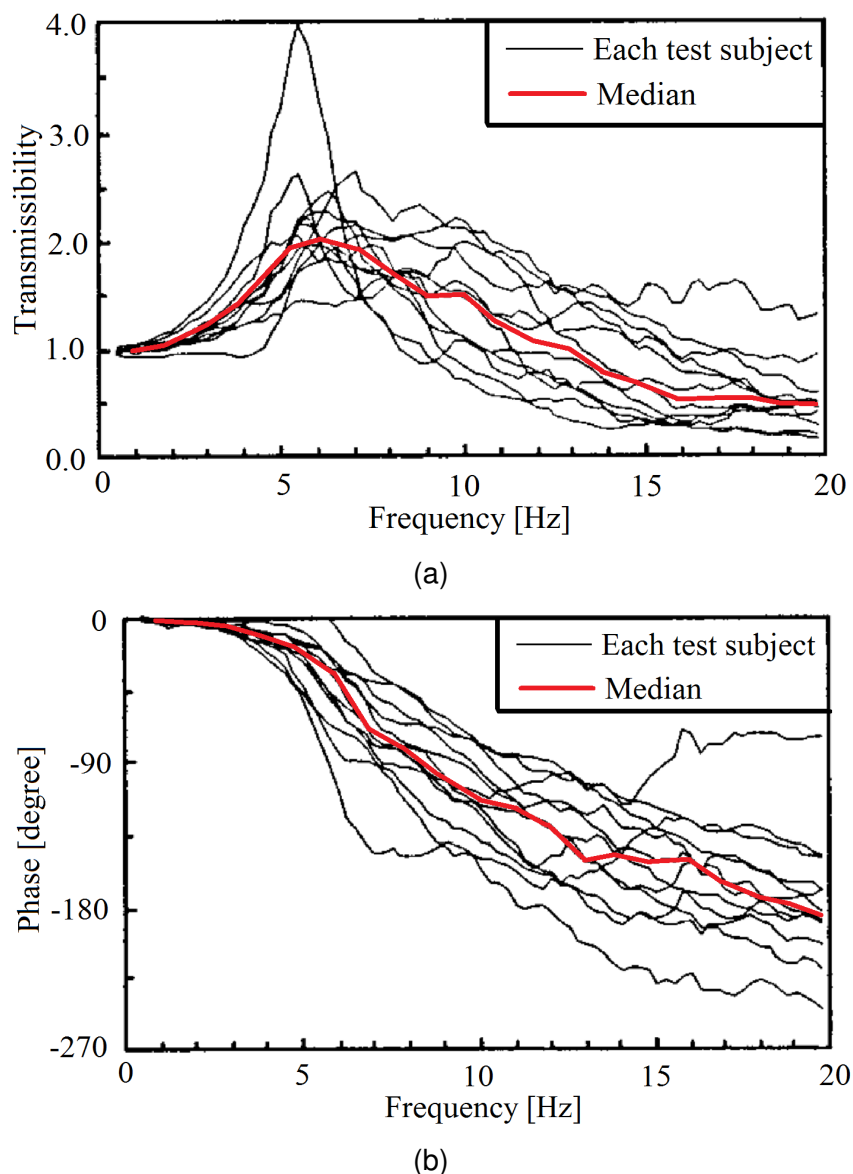 4.0
Each test subject
Median
3.0
Transmissibility
2.0
1.0
0.0
0 5 10 15 20
Frequency [Hz]
(a)
0
Each test subject
Median
-90
Phase [degree]
-180
-270
0 5 10 15 20
Frequency [Hz]
(b)